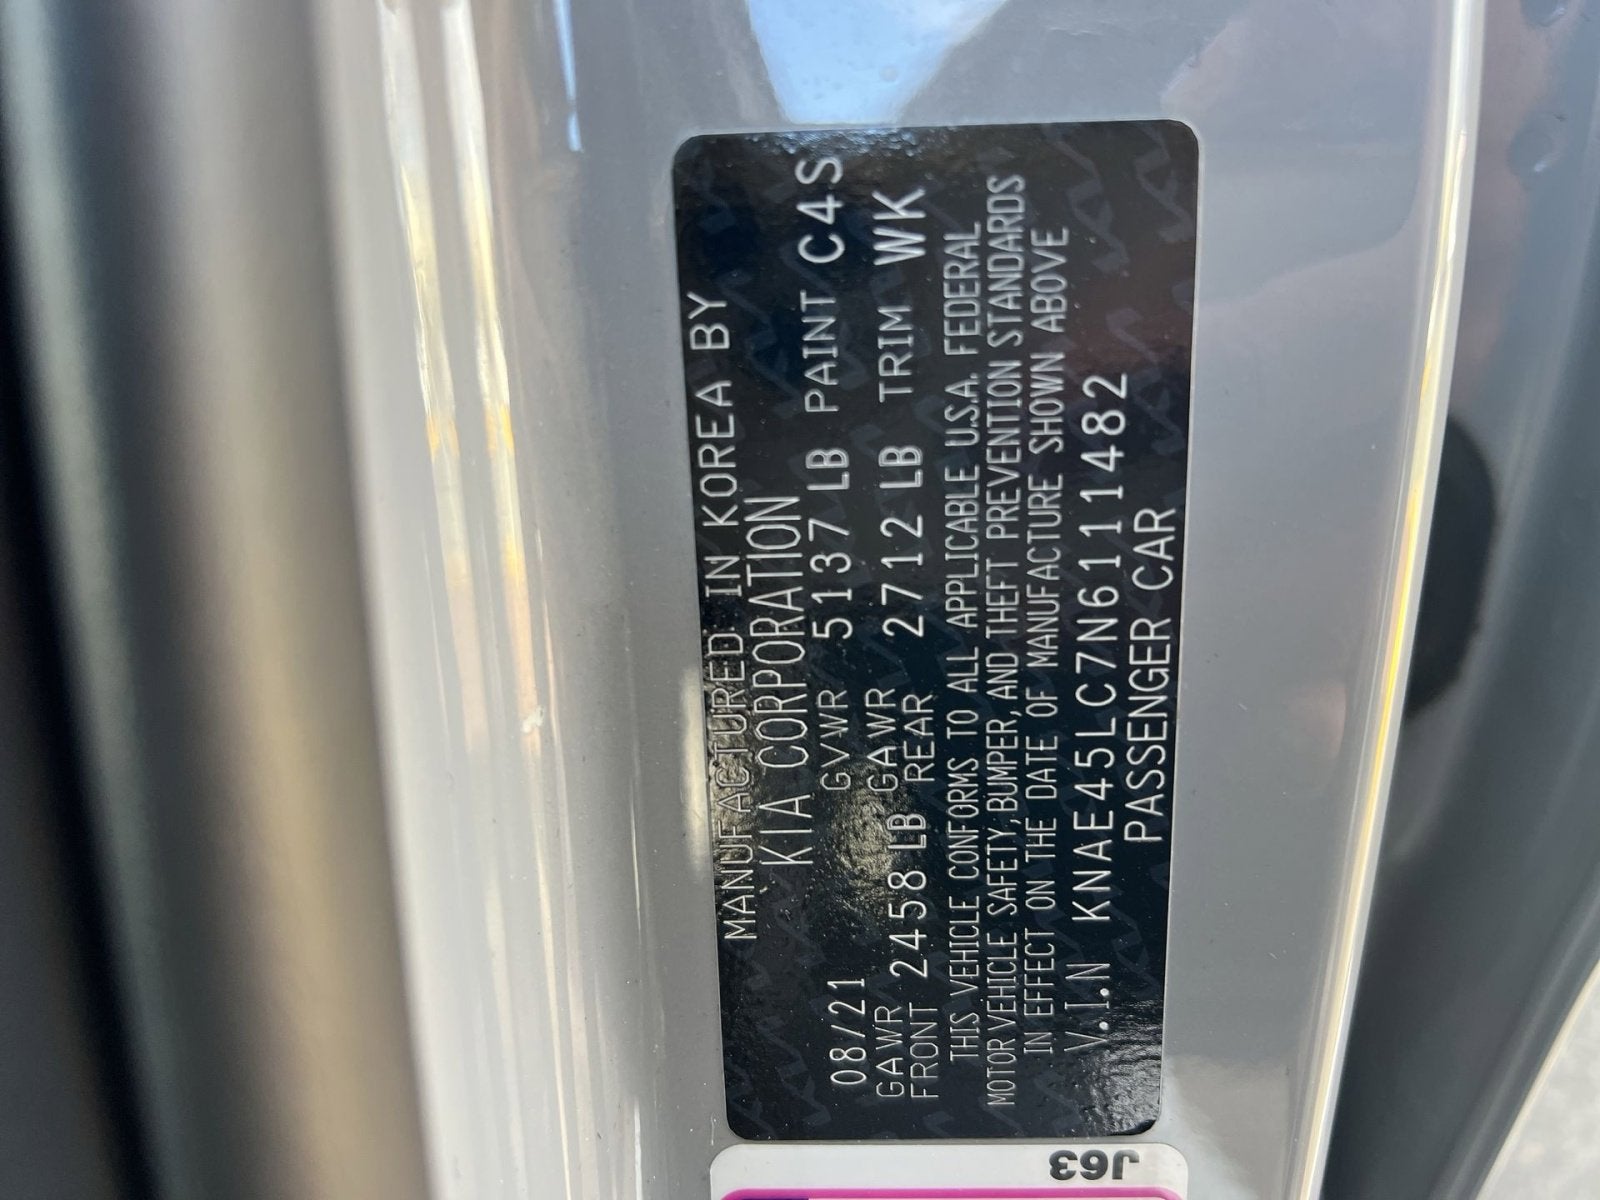 MANUFACTURED IN KOREA BY
KIA CORPORATION
08/21 GVWR 5137 LB PAINT C4S
GAWR FRONT 2458 LB GAWR REAR 2712 LB TRIM WK
THIS VEHICLE CONFORMS TO ALL APPLICABLE U.S.A. FEDERAL
MOTOR VEHICLE SAFETY, BUMPER, AND THEFT PREVENTION STANDARDS
IN EFFECT ON THE DATE OF MANUFACTURE SHOWN ABOVE
V.I.N KNAE45LC7N6111482
PASSENGER CAR
J63